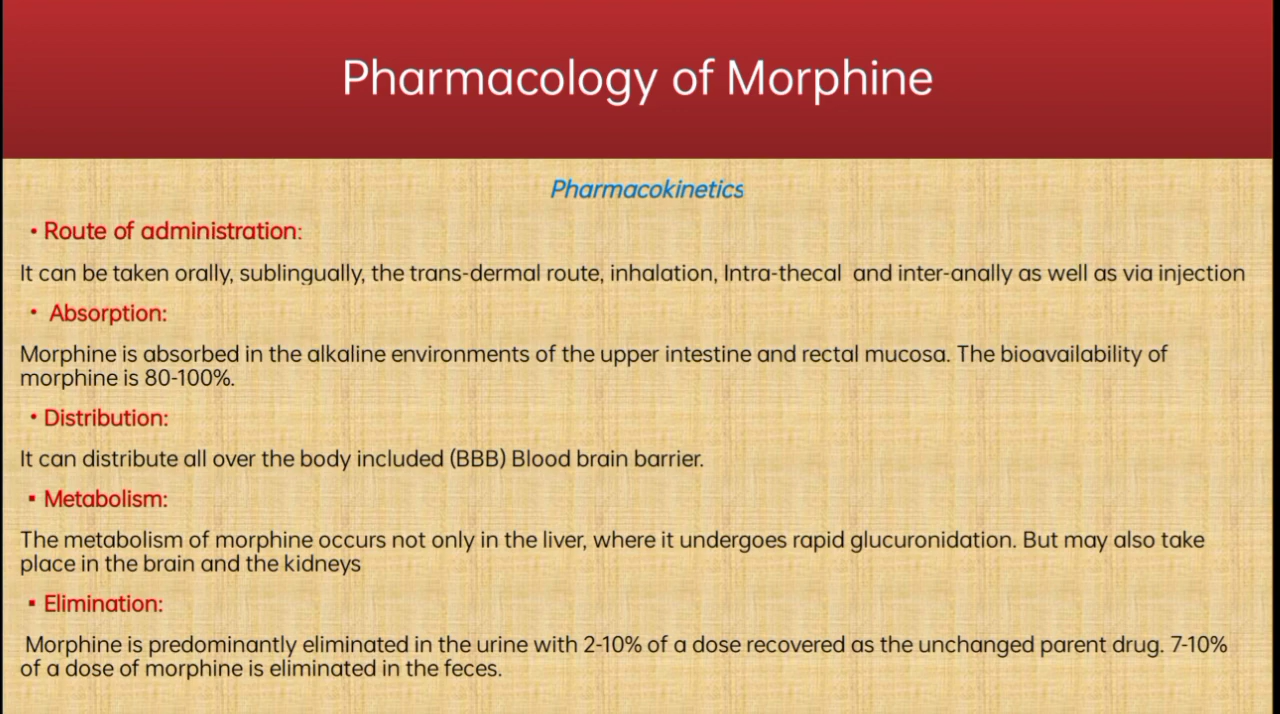 Pharmacology of Morphine
Pharmacokinetics
• Route of administration:
It can be taken orally, sublingually, the trans-dermal route, inhalation, Intra-thecal  and inter-anally as well as via injection
• Absorption:
Morphine is absorbed in the alkaline environments of the upper intestine and rectal mucosa. The bioavailability of
morphine is 80-100%.
• Distribution:
It can distribute all over the body included (BBB) Blood brain barrier.
▪ Metabolism:
The metabolism of morphine occurs not only in the liver, where it undergoes rapid glucuronidation. But may also take
place in the brain and the kidneys
▪ Elimination:
Morphine is predominantly eliminated in the urine with 2-10% of a dose recovered as the unchanged parent drug. 7-10%
of a dose of morphine is eliminated in the feces.